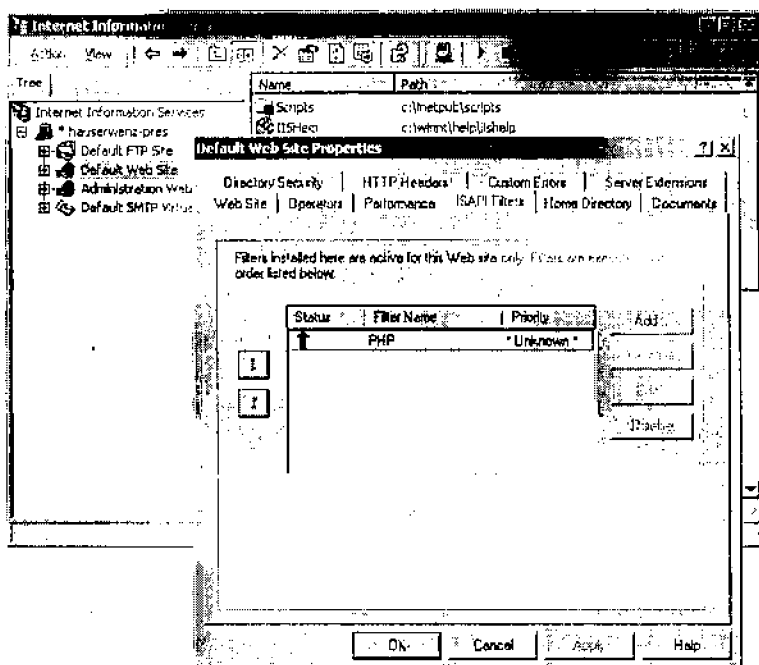 Internet Information
Action View
Tree
Name Path
Internet Information Services
Scripts c:\inetpub\scripts
* hauserwenz-pres
IISHelp c:\winnt\help\iishelp
Default FTP Site
Default Web Site
Administration Web
Default SMTP Virtual
Default Web Site Properties
Directory Security HTTP Headers Custom Errors Server Extensions
Web Site Operators Performance ISAPI Filters Home Directory Documents
Filters installed here are active for this Web site only. Filters are
order listed below.
Status Filter Name Priority
PHP * Unknown *
Add
Disable
OK Cancel Apply Help